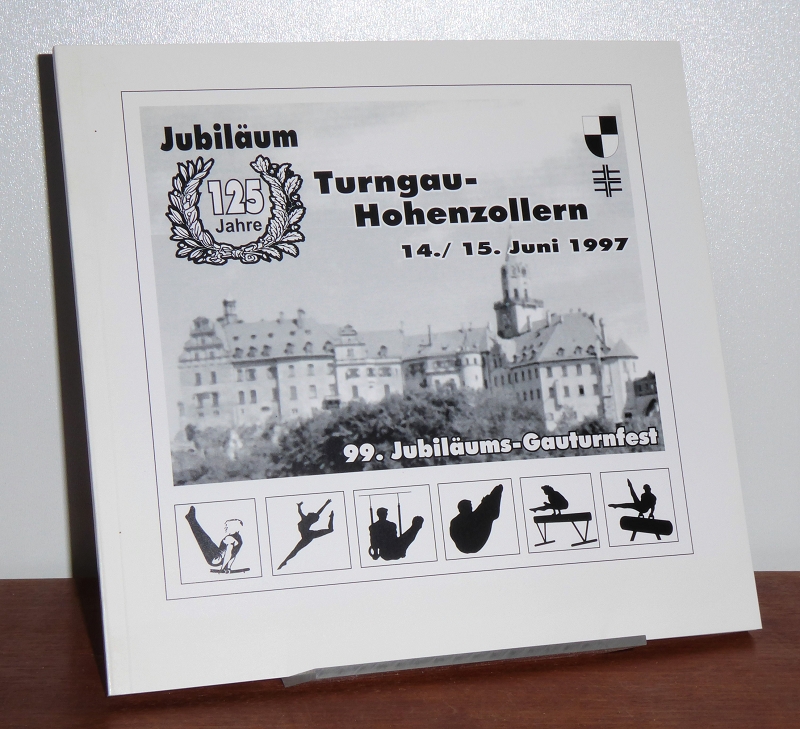 Jubiläum
125
Jahre
Turngau-
Hohenzollern
14./ 15. Juni 1997
99. Jubiläums-Gauturnfest